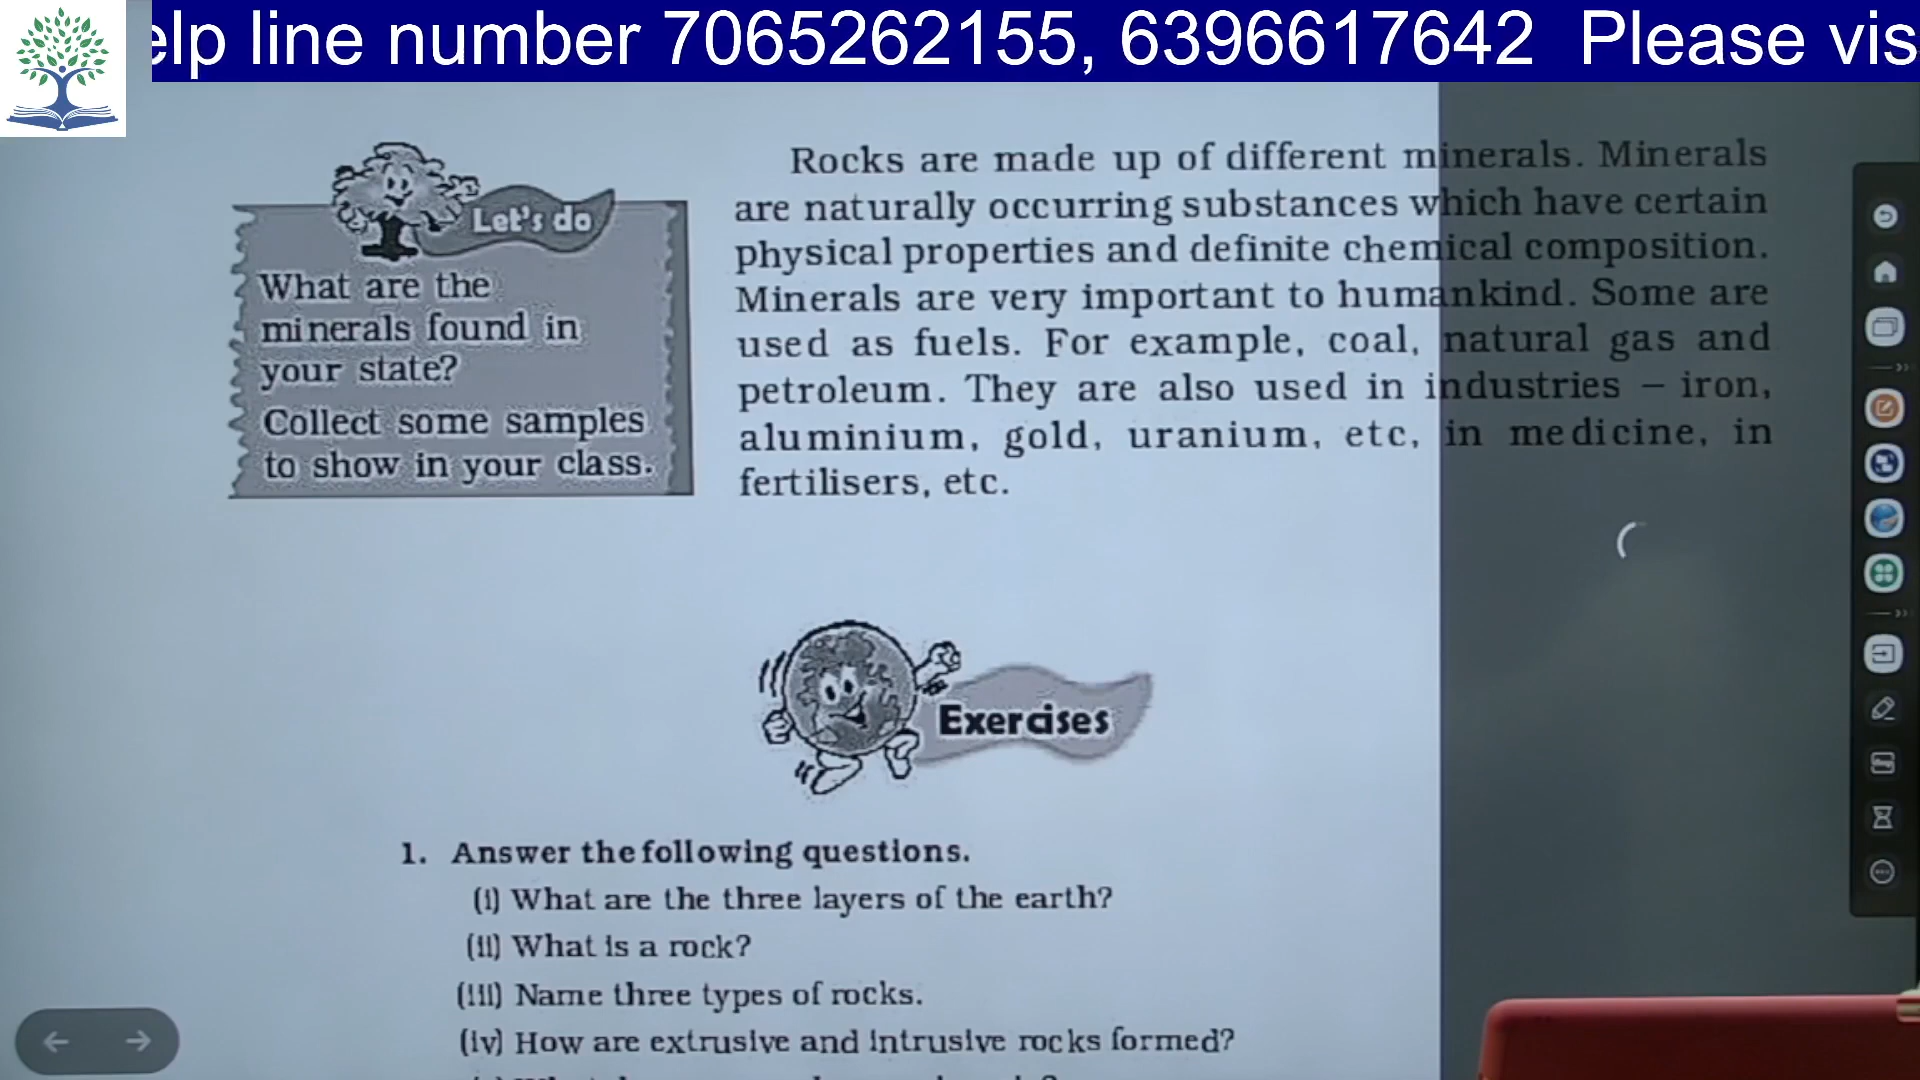 elp line number 7065262155, 6396617642 Please vis
Let's do
What are the
minerals found in
your state?
Collect some samples
to show in your class.
Rocks are made up of different minerals. Minerals
are naturally occurring substances which have certain
physical properties and definite chemical composition.
Minerals are very important to humankind. Some are
used as fuels. For example, coal, natural gas and
petroleum. They are also used in industries – iron,
aluminium, gold, uranium, etc, in medicine, in
fertilisers, etc.
Exercises
1. Answer the following questions.
(i) What are the three layers of the earth?
(ii) What is a rock?
(iii) Name three types of rocks.
(iv) How are extrusive and intrusive rocks formed?